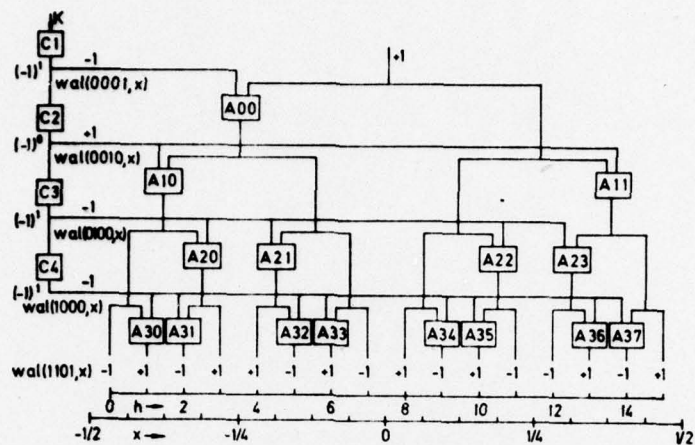 K
C1
-1
+1
(-1)¹
wal(0001,x)
A00
C2
+1
(-1)⁰
wal(0010,x)
A10
A11
C3
-1
(-1)¹
wal(0100,x)
A20
A21
A22
A23
C4
-1
(-1)¹
wal(1000,x)
A30
A31
A32
A33
A34
A35
A36
A37
wal(1101,x) -1 +1 -1 +1 +1 -1 +1 -1 +1 -1 +1 -1 -1 +1 -1 +1
0 h→ 2 4 6 8 10 12 14
-1/2 x→ -1/4 0 1/4 1/2